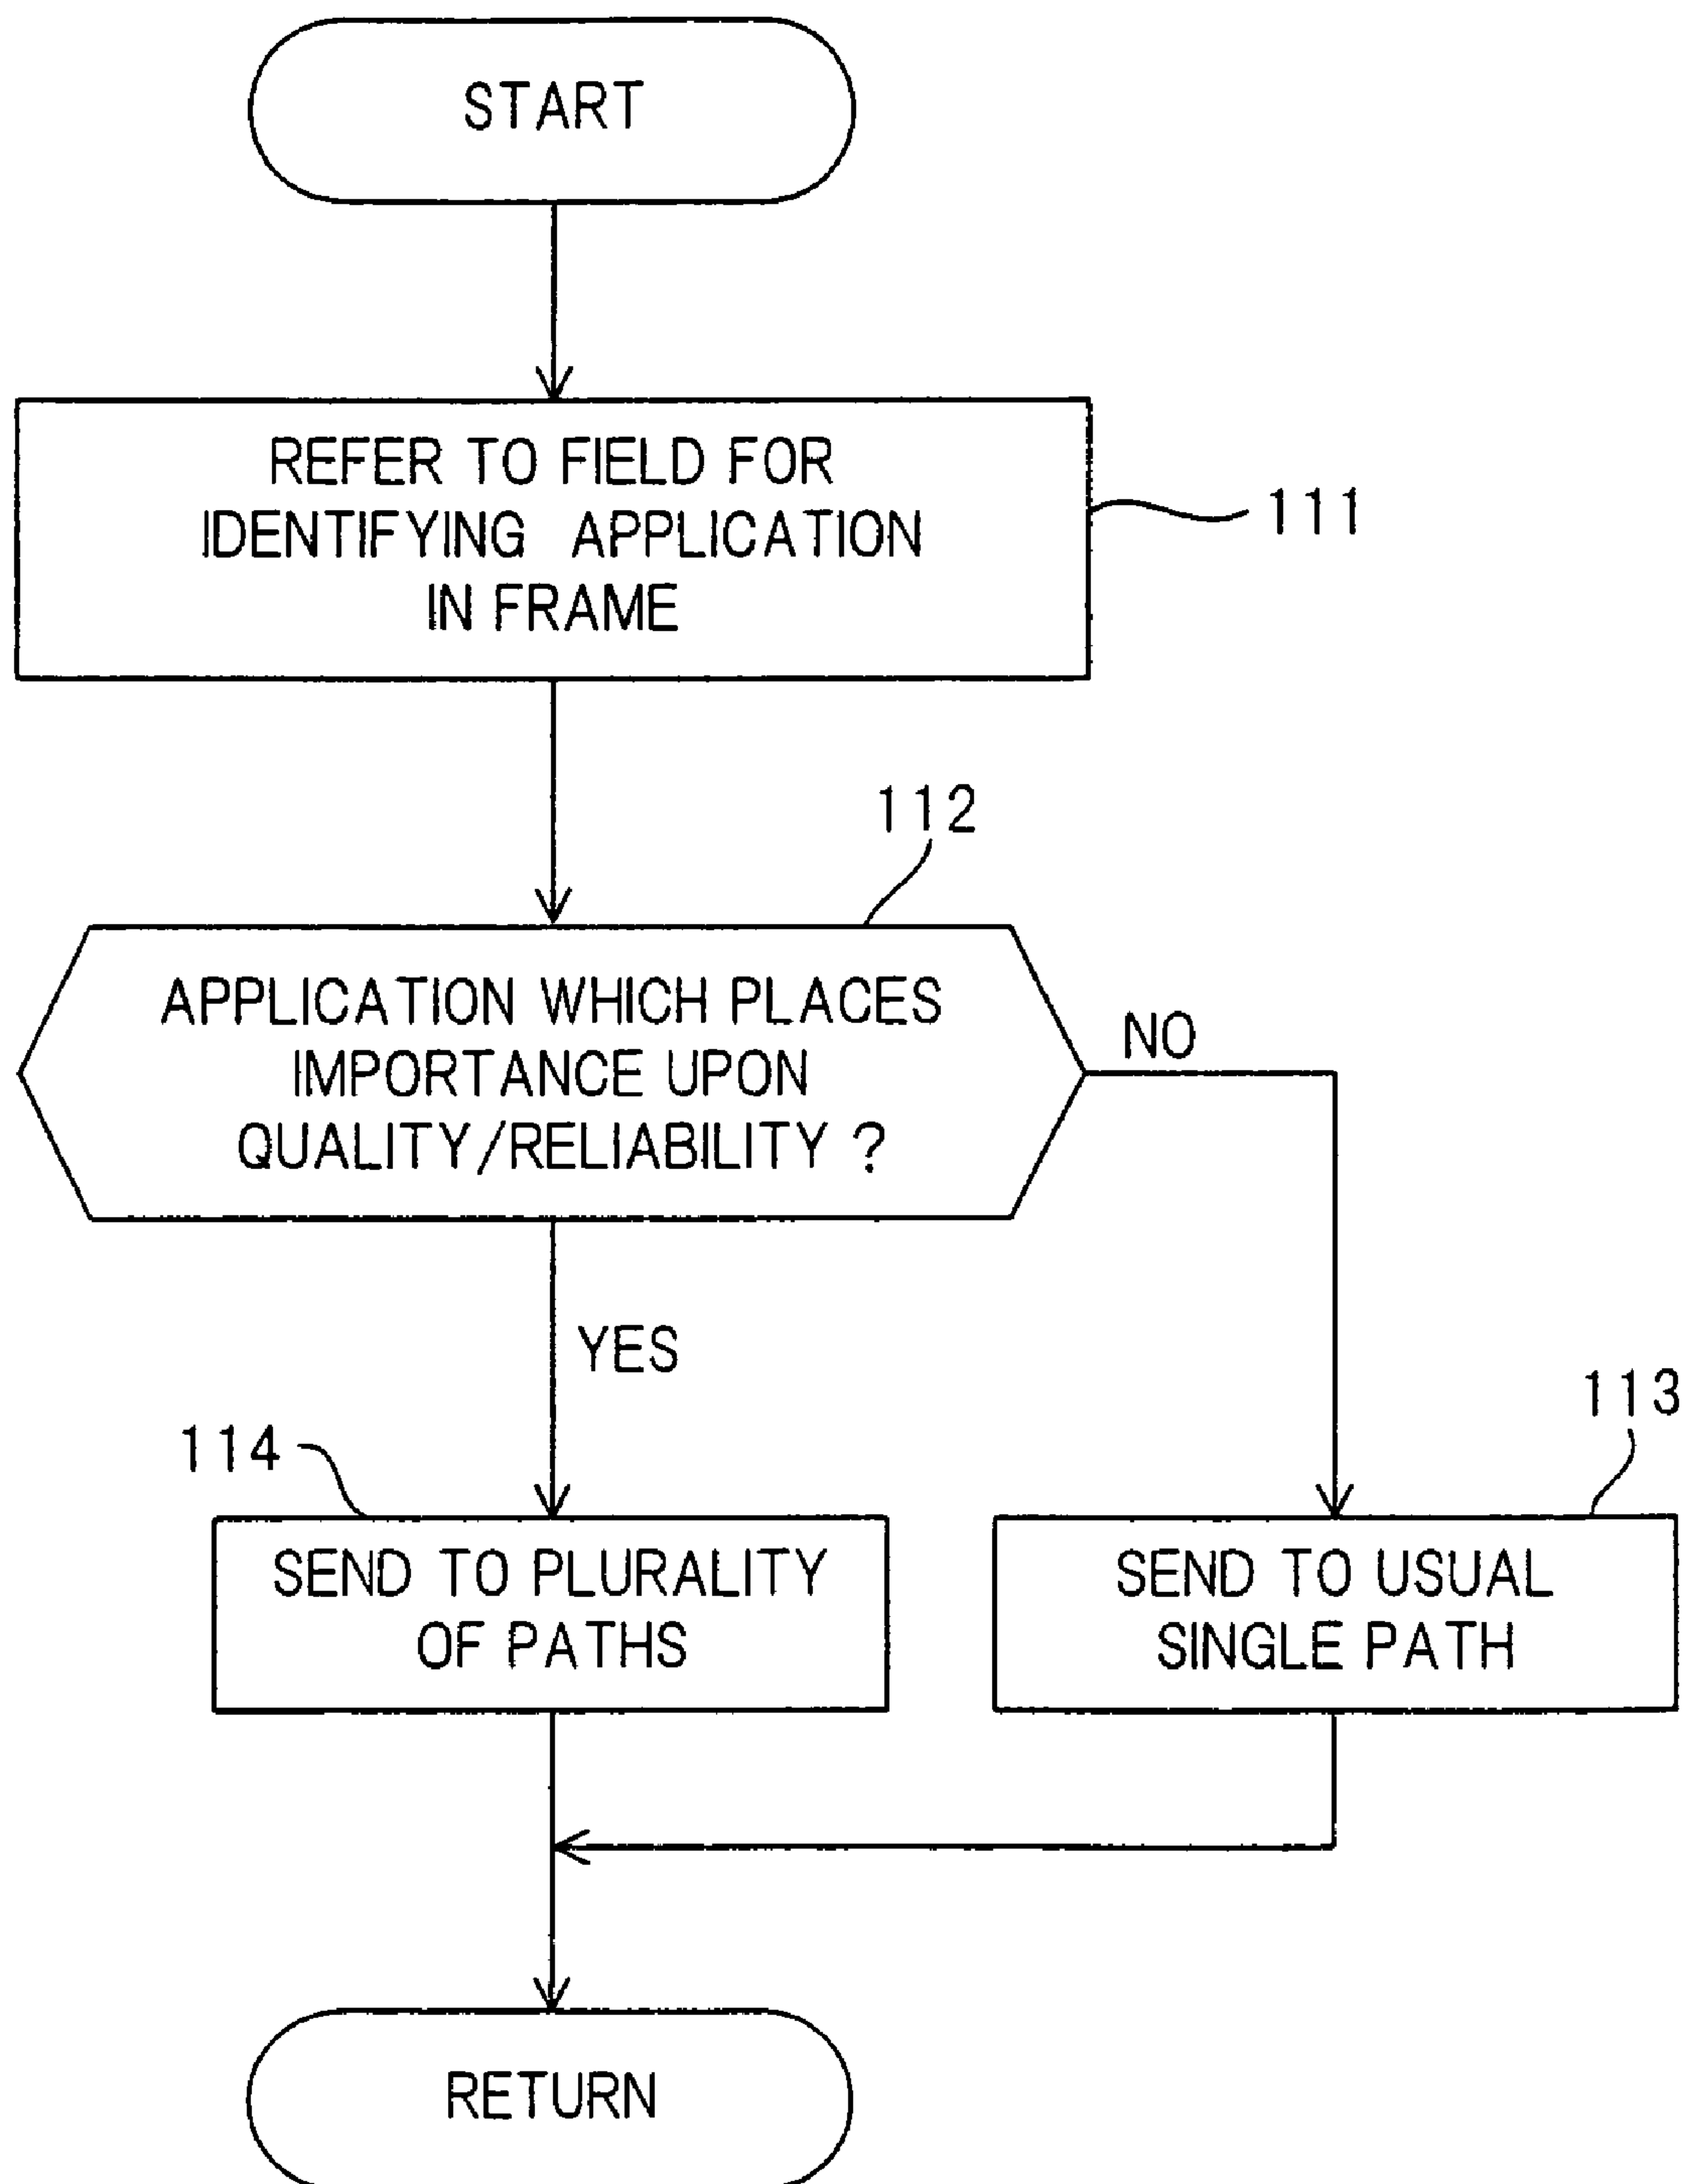 START
REFER TO FIELD FOR
IDENTIFYING APPLICATION
IN FRAME
111
112
APPLICATION WHICH PLACES
IMPORTANCE UPON
QUALITY/RELIABILITY ?
NO
YES
114
113
SEND TO PLURALITY
OF PATHS
SEND TO USUAL
SINGLE PATH
RETURN